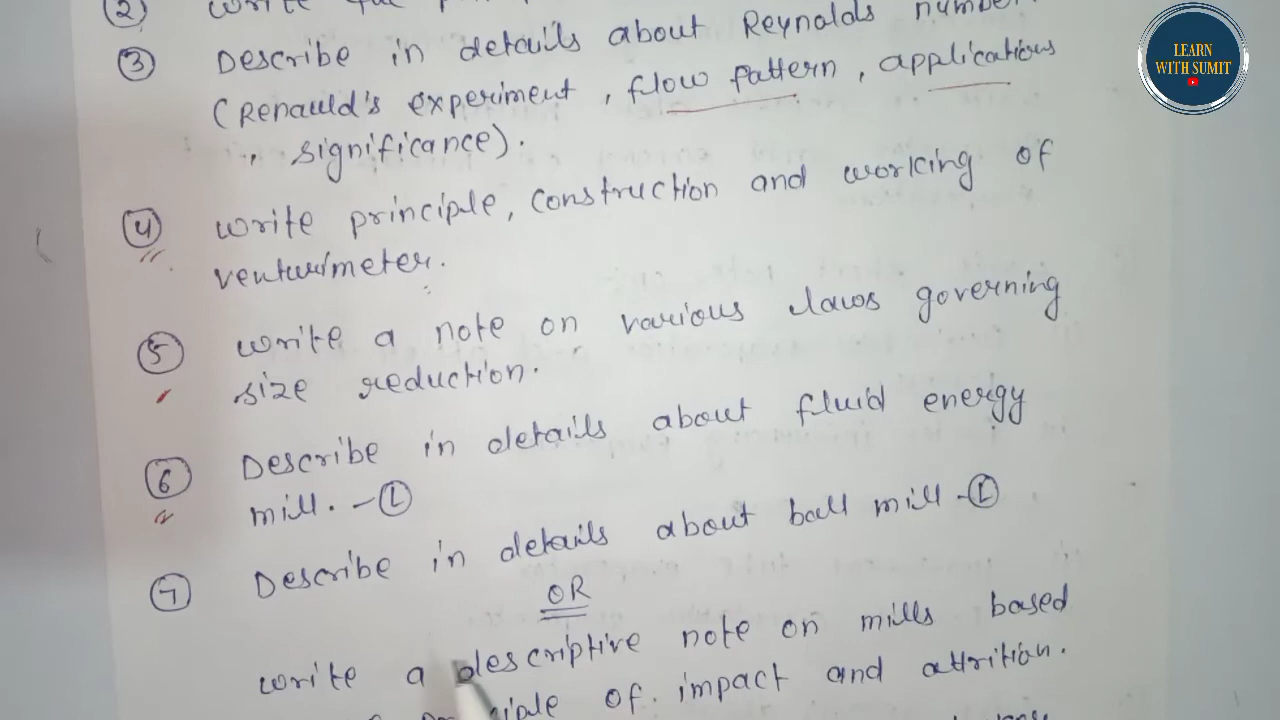 (2) write the
(3) Describe in details about Reynolds number
(Renauld's experiment, flow pattern, applications
, significance).
(4) write principle, construction and working of
venturimeter.
(5) write a note on various laws governing
size reduction.
(6) Describe in details about fluid energy
mill. - (L)
(7) Describe in details about ball mill - (L)
OR
write a descriptive note on mills based
of impact and attrition.
LEARN
WITH SUMIT